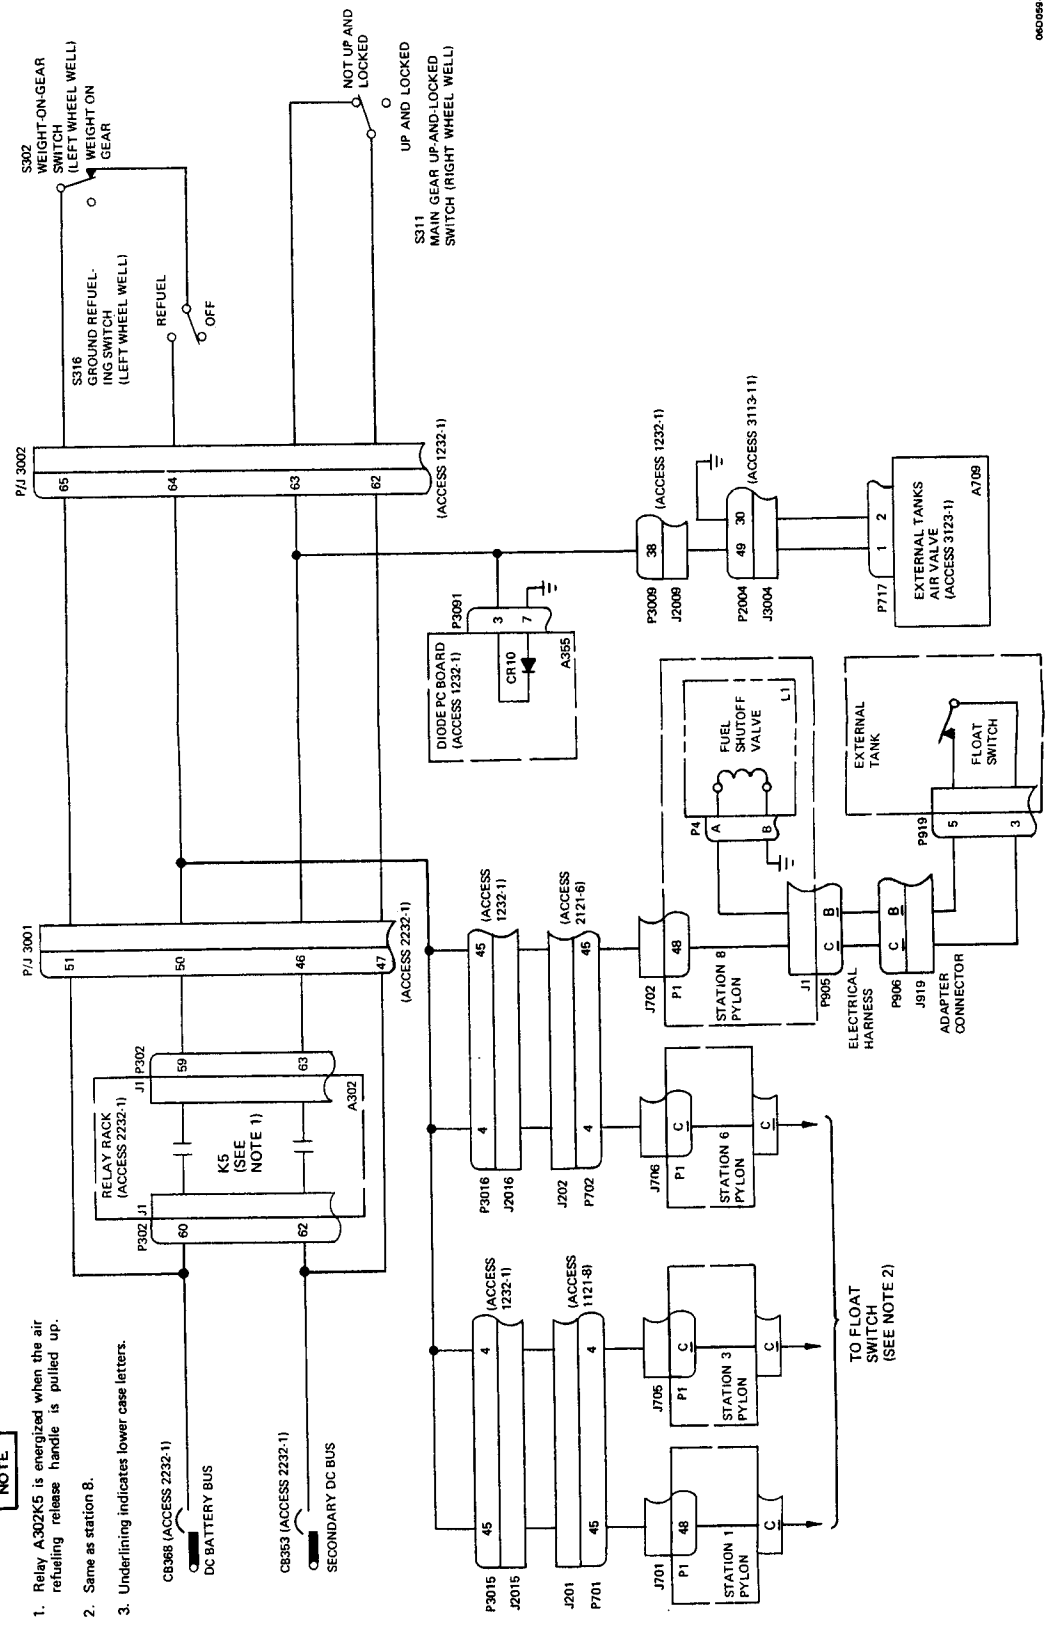 NOTE
1. Relay A302K5 is energized when the air
refueling release handle is pulled up.
2. Same as station 8.
3. Underlining indicates lower case letters.
CB368 (ACCESS 2232-1)
DC BATTERY BUS
CB353 (ACCESS 2232-1)
SECONDARY DC BUS
P302
J1
60
62
RELAY RACK
(ACCESS 2232-1)
K5
(SEE
NOTE 1)
A302
J1
P302
59
63
P/J 3001
51
50
46
47
(ACCESS 2232-1)
P/J 3002
65
64
63
62
(ACCESS 1232-1)
S316
GROUND REFUEL-
ING SWITCH
(LEFT WHEEL WELL)
REFUEL
OFF
S302
WEIGHT-ON-GEAR
SWITCH
(LEFT WHEEL WELL)
WEIGHT ON
GEAR
NOT UP AND
LOCKED
UP AND LOCKED
S311
MAIN GEAR UP-AND-LOCKED
SWITCH (RIGHT WHEEL WELL)
DIODE PC BOARD
(ACCESS 1232-1)
P3091
3
7
CR10
A355
P3009
38
(ACCESS 1232-1)
J2009
P2004
49
30
(ACCESS 3113-11)
J3004
P717
1
2
EXTERNAL TANKS
AIR VALVE
(ACCESS 3123-1)
A709
P3015
45
4
(ACCESS
1232-1)
J2015
J201
(ACCESS
1121-8)
P701
45
4
J701
P1
48
STATION 1
PYLON
C
J705
P1
C
STATION 3
PYLON
C
P3016
4
45
(ACCESS
1232-1)
J2016
J202
(ACCESS
2121-6)
P702
4
45
J706
P1
C
STATION 6
PYLON
C
J702
P1
48
STATION 8
PYLON
P4
A
B
FUEL
SHUTOFF
VALVE
L1
J1
P905
C
B
ELECTRICAL
HARNESS
P906
C
B
J919
ADAPTER
CONNECTOR
P919
5
3
EXTERNAL
TANK
FLOAT
SWITCH
TO FLOAT
SWITCH
(SEE NOTE 2)
06D059